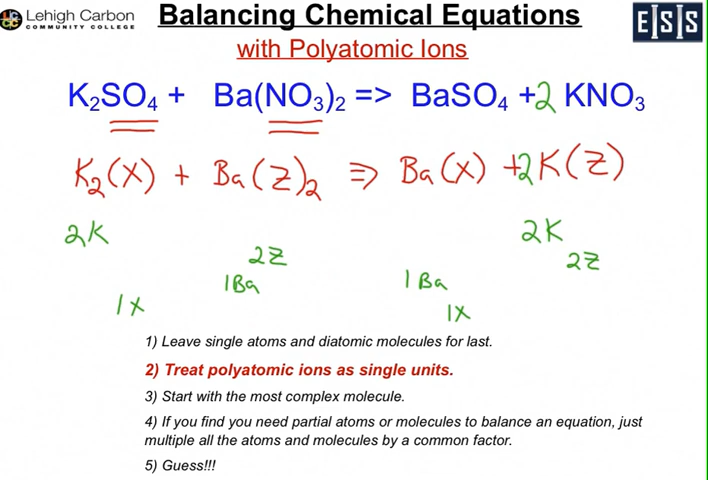 Lehigh Carbon
COMMUNITY COLLEGE
Balancing Chemical Equations
E|S|S
with Polyatomic Ions
K₂SO₄ + Ba(NO₃)₂ => BaSO₄ +2 KNO₃
K₂(X) + Ba(Z)₂ ⇒ Ba(X) +2K(Z)
2K 2K
2Z 2Z
1Ba 1Ba
1X 1X
1) Leave single atoms and diatomic molecules for last.
2) Treat polyatomic ions as single units.
3) Start with the most complex molecule.
4) If you find you need partial atoms or molecules to balance an equation, just
multiple all the atoms and molecules by a common factor.
5) Guess!!!